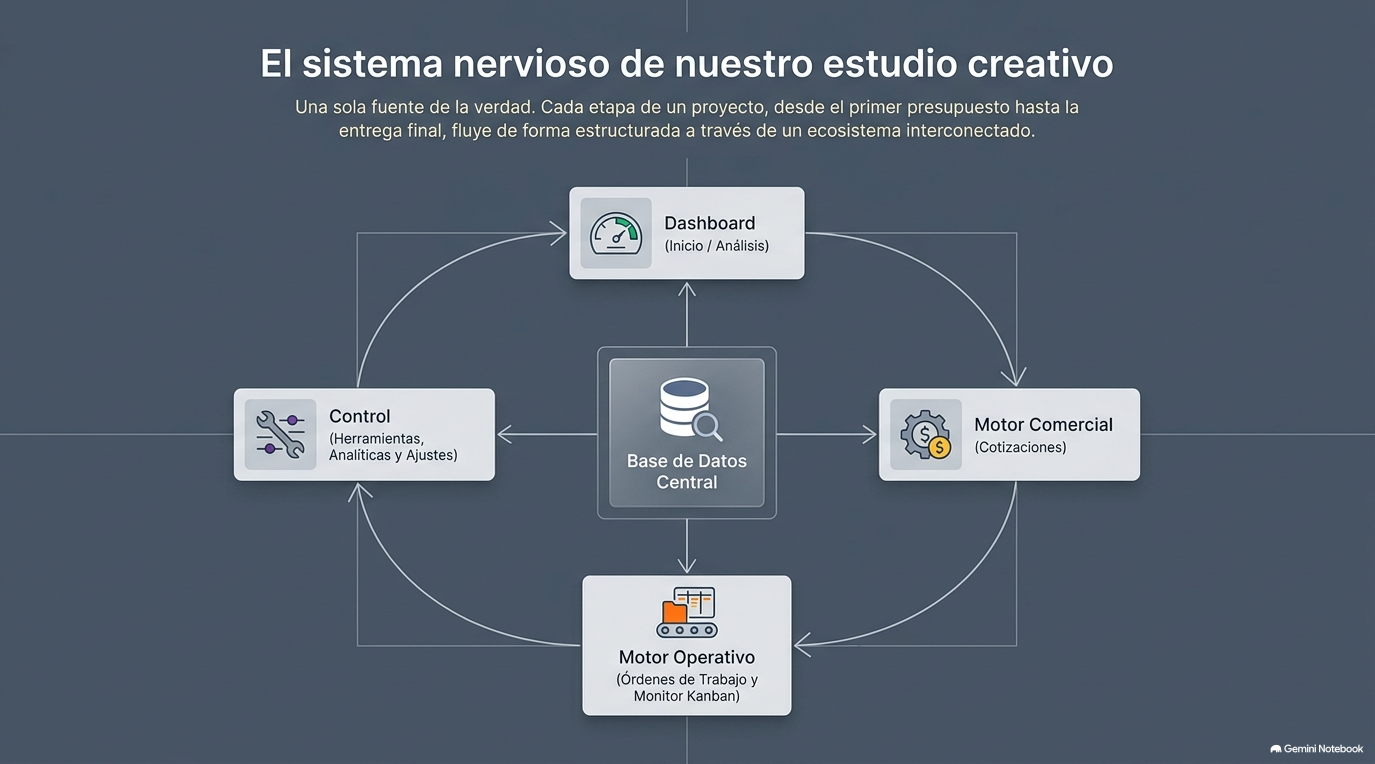 El sistema nervioso de nuestro estudio creativo
Una sola fuente de la verdad. Cada etapa de un proyecto, desde el primer presupuesto hasta la
entrega final, fluye de forma estructurada a través de un ecosistema interconectado.
Dashboard
(Inicio / Análisis)
Control
(Herramientas,
Analíticas y Ajustes)
Base de Datos
Central
Motor Comercial
(Cotizaciones)
Motor Operativo
(Órdenes de Trabajo y
Monitor Kanban)
Gemini Notebook